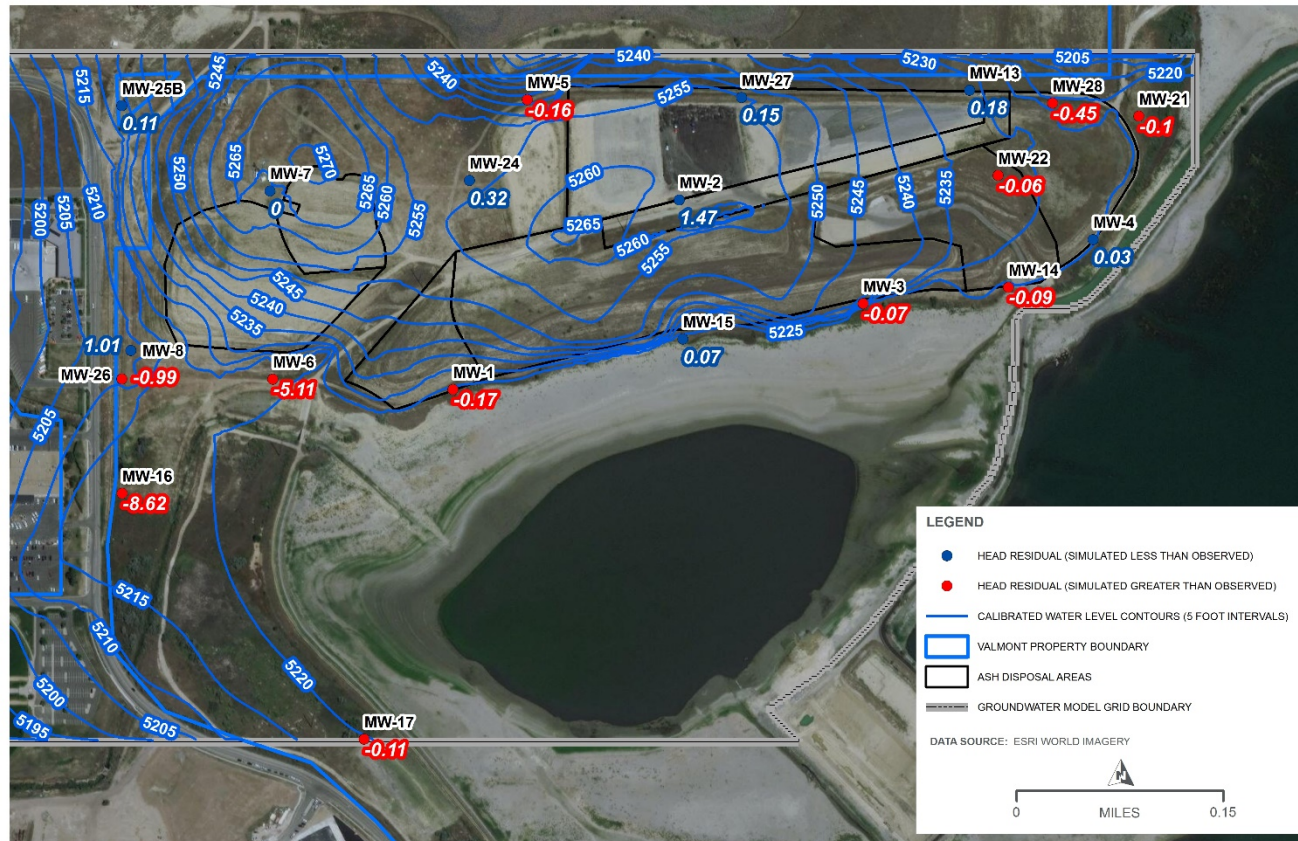 5215
5245
5240
5240
5230
5205
5220
MW-25B
0.11
MW-5
-0.16
MW-27
0.15
MW-13
0.18
MW-28
-0.45
MW-21
-0.1
5255
5210
5250
5265
5270
MW-7
0
5265
5260
5255
MW-24
0.32
5260
MW-2
1.47
MW-22
-0.06
5200
5205
5265
5260
5255
5250
5245
5240
5235
MW-4
0.03
5245
5240
5235
MW-14
-0.09
MW-3
-0.07
MW-15
0.07
5225
1.01
MW-8
MW-26
-0.99
MW-6
-5.11
MW-1
-0.17
5205
MW-16
-8.62
5215
5210
5220
5200
5205
5195
MW-17
-0.11
LEGEND
HEAD RESIDUAL (SIMULATED LESS THAN OBSERVED)
HEAD RESIDUAL (SIMULATED GREATER THAN OBSERVED)
CALIBRATED WATER LEVEL CONTOURS (5 FOOT INTERVALS)
VALMONT PROPERTY BOUNDARY
ASH DISPOSAL AREAS
GROUNDWATER MODEL GRID BOUNDARY
DATA SOURCE: ESRI WORLD IMAGERY
N
0 0.15
MILES